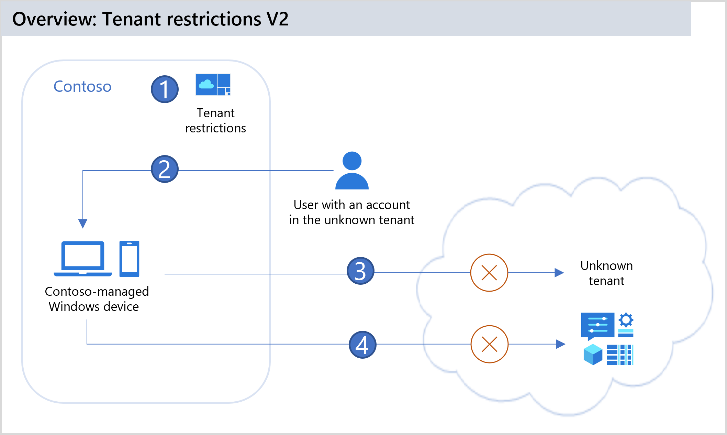 Overview: Tenant restrictions V2
Contoso
1
Tenant
restrictions
2
User with an account
in the unknown tenant
Contoso-managed
Windows device
3
Unknown
tenant
4